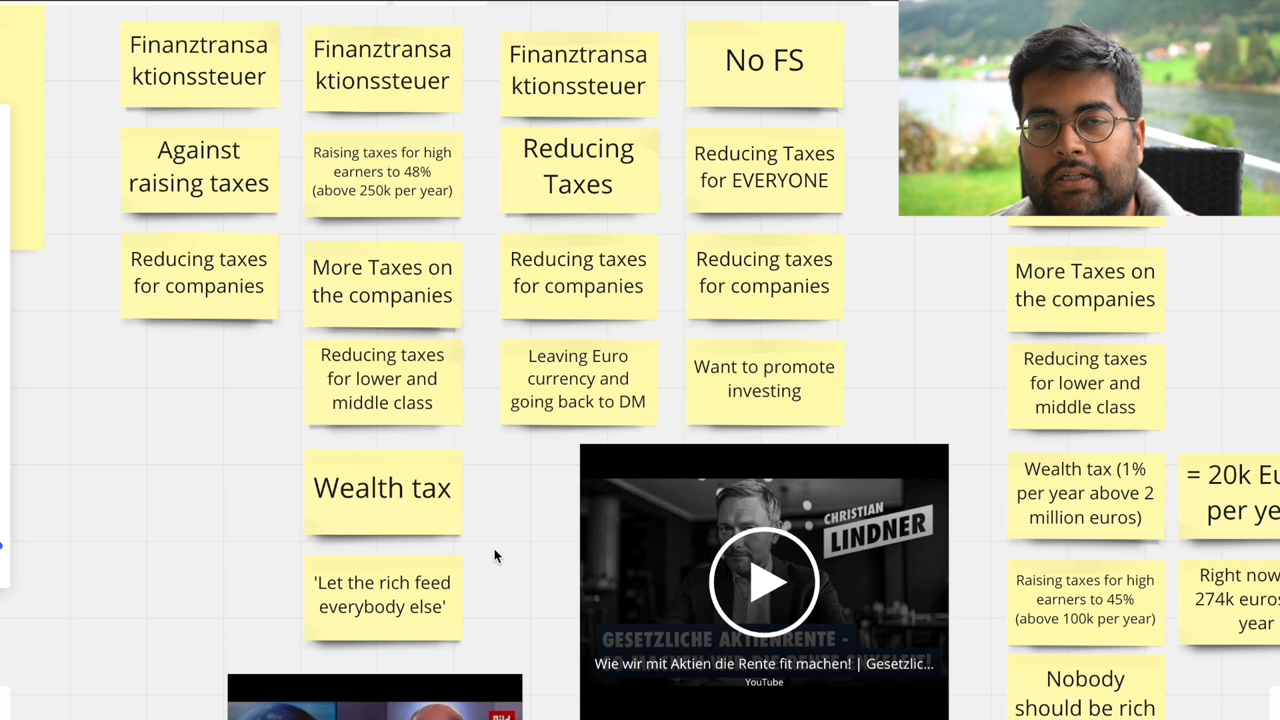 Finanztransa
ktionssteuer
Against
raising taxes
Reducing taxes
for companies
Finanztransa
ktionssteuer
Raising taxes for high
earners to 48%
(above 250k per year)
More Taxes on
the companies
Reducing taxes
for lower and
middle class
Wealth tax
'Let the rich feed
everybody else'
Finanztransa
ktionssteuer
Reducing
Taxes
Reducing taxes
for companies
Leaving Euro
currency and
going back to DM
No FS
Reducing Taxes
for EVERYONE
Reducing taxes
for companies
Want to promote
investing
CHRISTIAN
LINDNER
GESETZLICHE AKTIENRENTE -
Wie wir mit Aktien die Rente fit machen! | Gesetzlic...
YouTube
Bild
More Taxes on
the companies
Reducing taxes
for lower and
middle class
Wealth tax (1%
per year above 2
million euros)
= 20k Eu
per ye
Raising taxes for high
earners to 45%
(above 100k per year)
Right now
274k euros
year
Nobody
should be rich